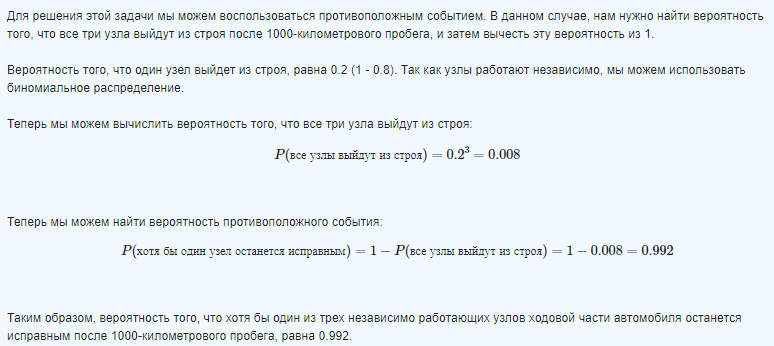 Для решения этой задачи мы можем воспользоваться противоположным событием. В данном случае, нам нужно найти вероятность
того, что все три узла выйдут из строя после 1000-километрового пробега, и затем вычесть эту вероятность из 1.
Вероятность того, что один узел выйдет из строя, равна 0.2 (1 - 0.8). Так как узлы работают независимо, мы можем использовать
биномиальное распределение.
Теперь мы можем вычислить вероятность того, что все три узла выйдут из строя:
P(все узлы выйдут из строя) = 0.2³ = 0.008
Теперь мы можем найти вероятность противоположного события:
P(хотя бы один узел останется исправным) = 1 − P(все узлы выйдут из строя) = 1 − 0.008 = 0.992
Таким образом, вероятность того, что хотя бы один из трех независимо работающих узлов ходовой части автомобиля останется
исправным после 1000-километрового пробега, равна 0.992.